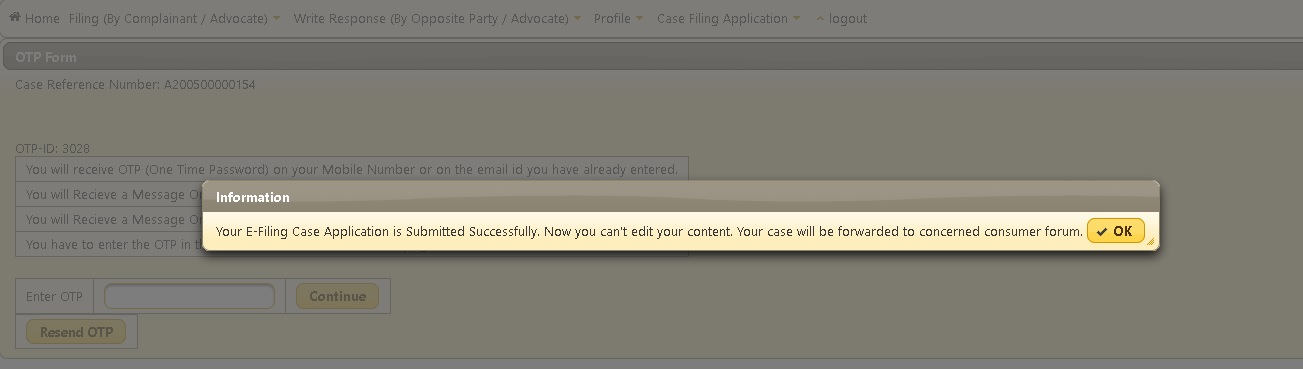 Home Filing (By Complainant / Advocate) Write Response (By Opposite Party / Advocate) Profile Case Filing Application logout
OTP Form
Case Reference Number: A200500000154
OTP-ID: 3028
You will receive OTP (One Time Password) on your Mobile Number or on the email id you have already entered.
You will Recieve a Message
You will Recieve a Message
You have to enter the OTP in
Information
Your E-Filing Case Application is Submitted Successfully. Now you can't edit your content. Your case will be forwarded to concerned consumer forum. OK
Enter OTP Continue
Resend OTP